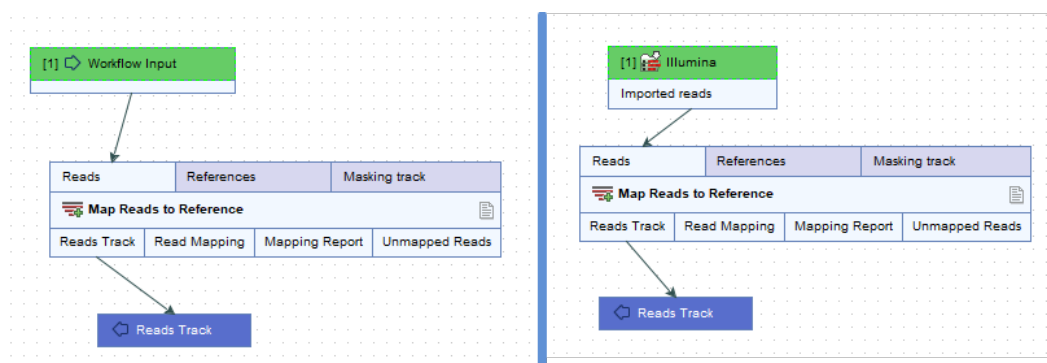 [1] Workflow Input
Reads References Masking track
Map Reads to Reference
Reads Track Read Mapping Mapping Report Unmapped Reads
Reads Track
[1] Illumina
Imported reads
Reads References Masking track
Map Reads to Reference
Reads Track Read Mapping Mapping Report Unmapped Reads
Reads Track